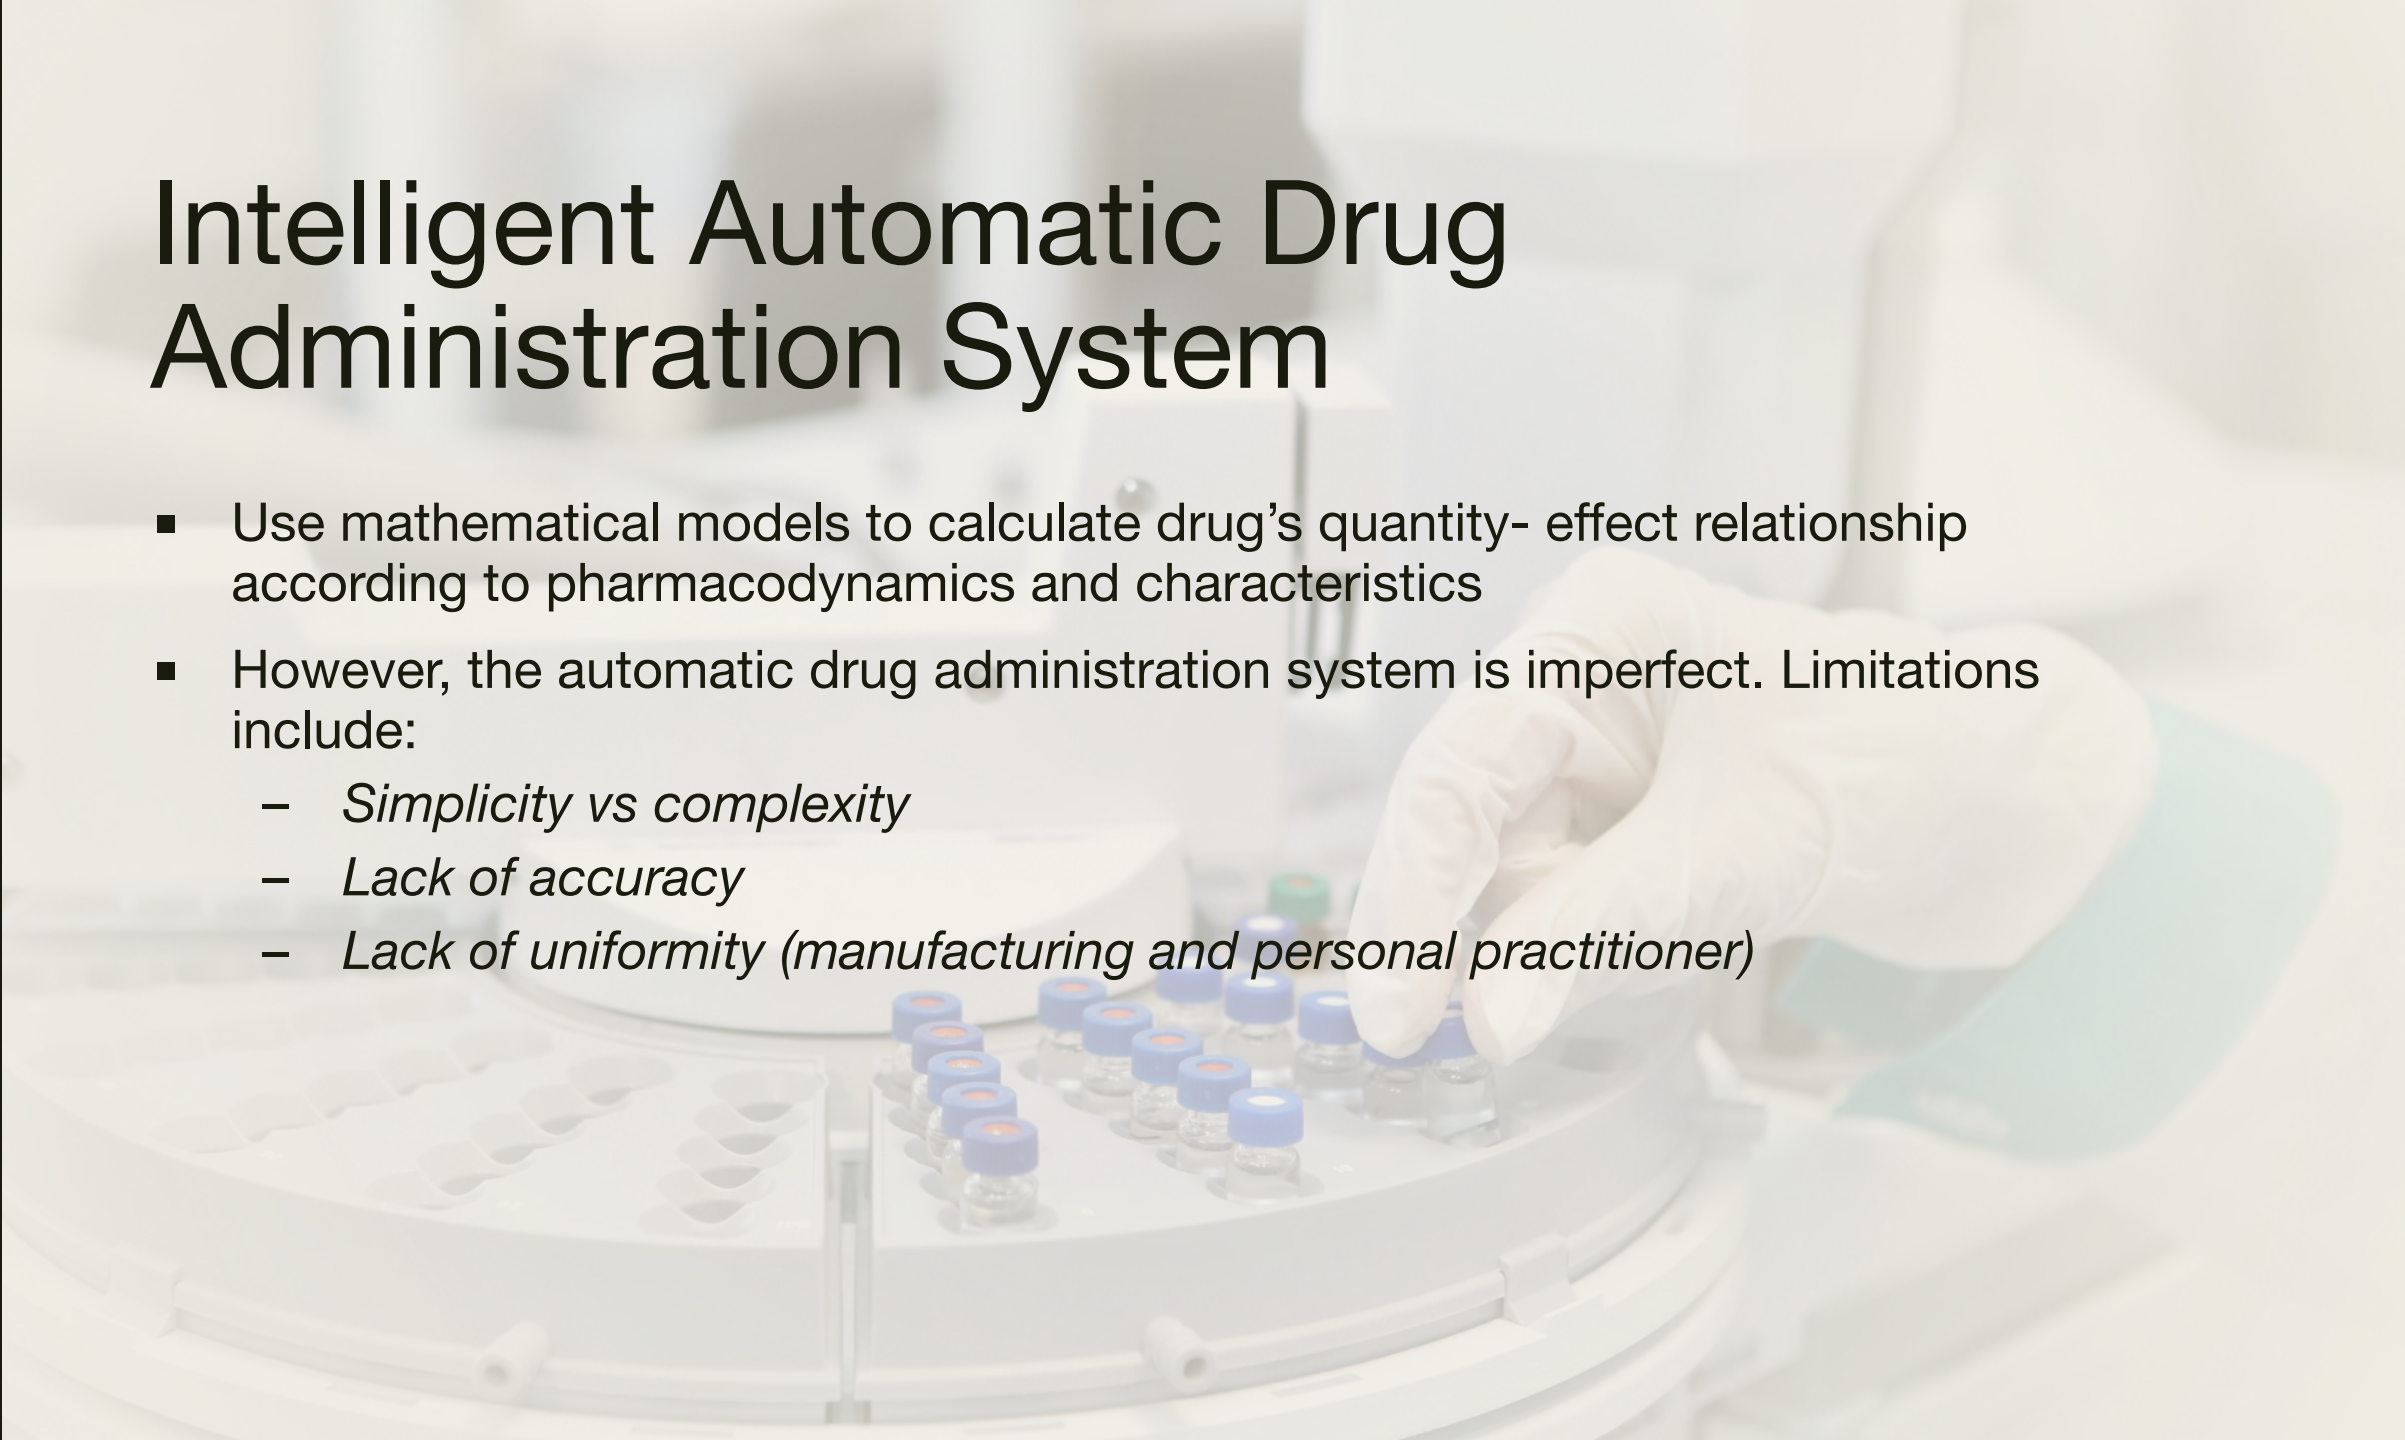 Intelligent Automatic Drug
Administration System
▪ Use mathematical models to calculate drug’s quantity- effect relationship
according to pharmacodynamics and characteristics
▪ However, the automatic drug administration system is imperfect. Limitations
include:
– Simplicity vs complexity
– Lack of accuracy
– Lack of uniformity (manufacturing and personal practitioner)